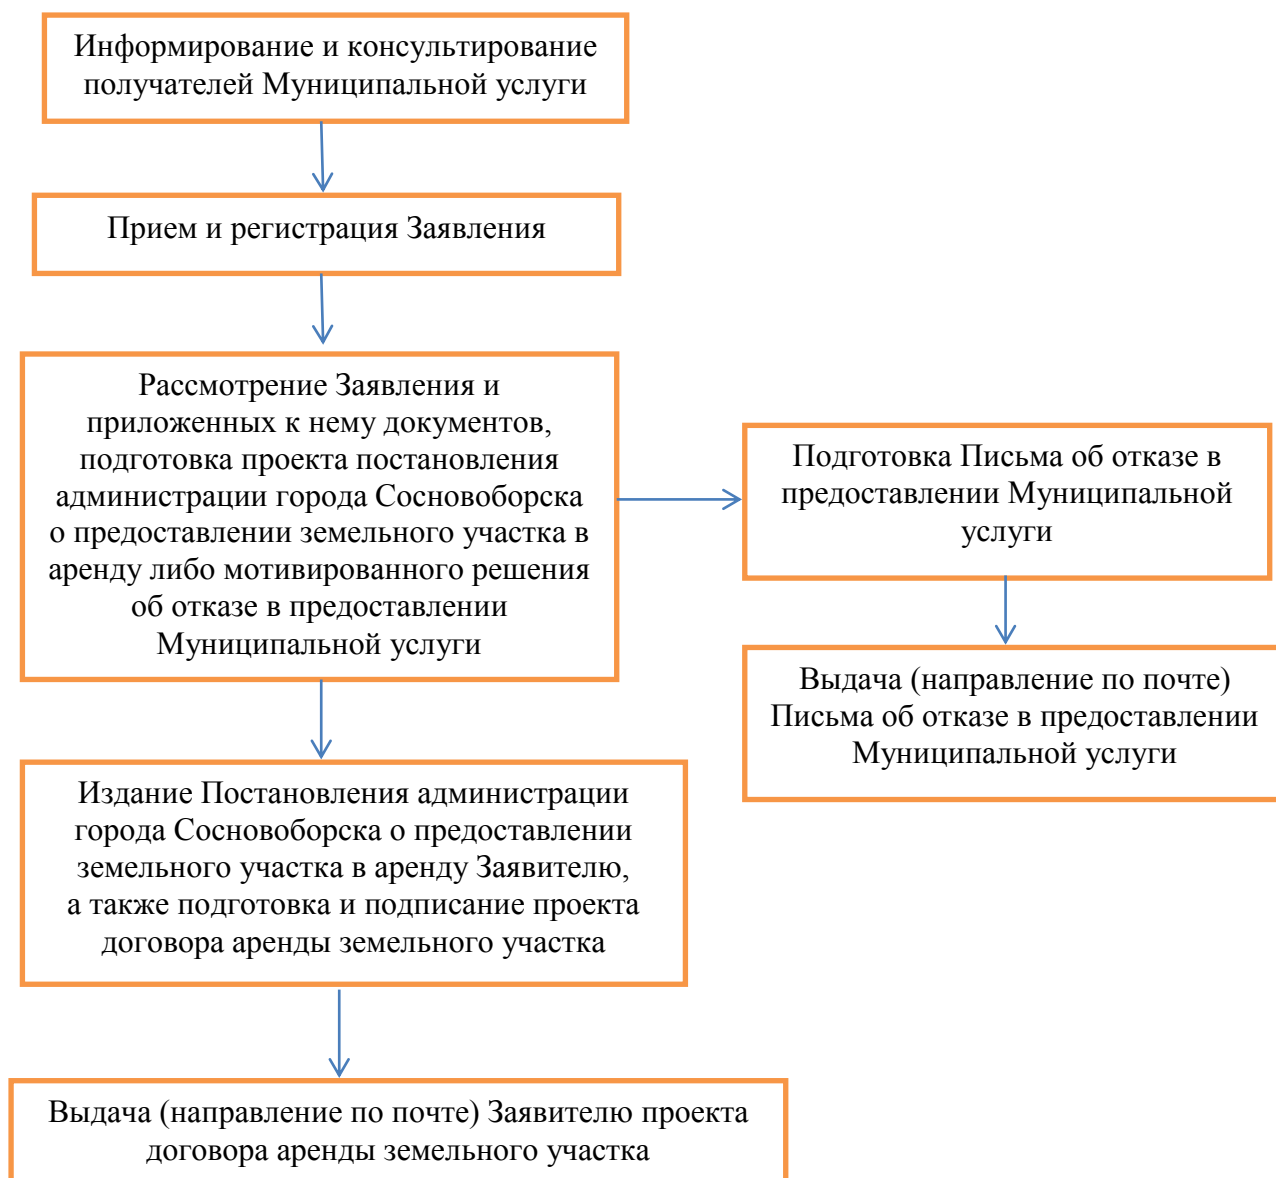 Информирование и консультирование
получателей Муниципальной услуги
Прием и регистрация Заявления
Рассмотрение Заявления и
приложенных к нему документов,
подготовка проекта постановления
администрации города Сосновоборска
о предоставлении земельного участка в
аренду либо мотивированного решения
об отказе в предоставлении
Муниципальной услуги
Подготовка Письма об отказе в
предоставлении Муниципальной
услуги
Выдача (направление по почте)
Письма об отказе в предоставлении
Муниципальной услуги
Издание Постановления администрации
города Сосновоборска о предоставлении
земельного участка в аренду Заявителю,
а также подготовка и подписание проекта
договора аренды земельного участка
Выдача (направление по почте) Заявителю проекта
договора аренды земельного участка